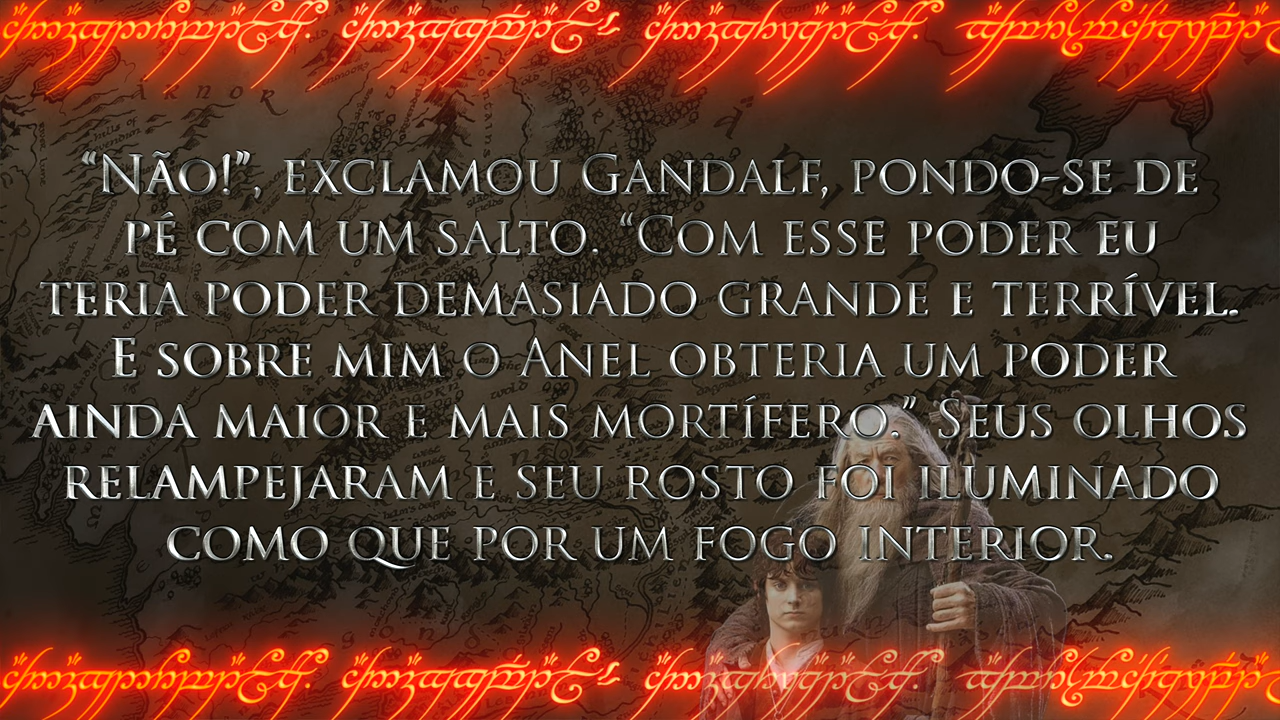 “Não!”, exclamou Gandalf, pondo-se de
pé com um salto. “Com esse poder eu
teria poder demasiado grande e terrível.
E sobre mim o Anel obteria um poder
ainda maior e mais mortífero.” Seus olhos
relampejaram e seu rosto foi iluminado
como que por um fogo interior.